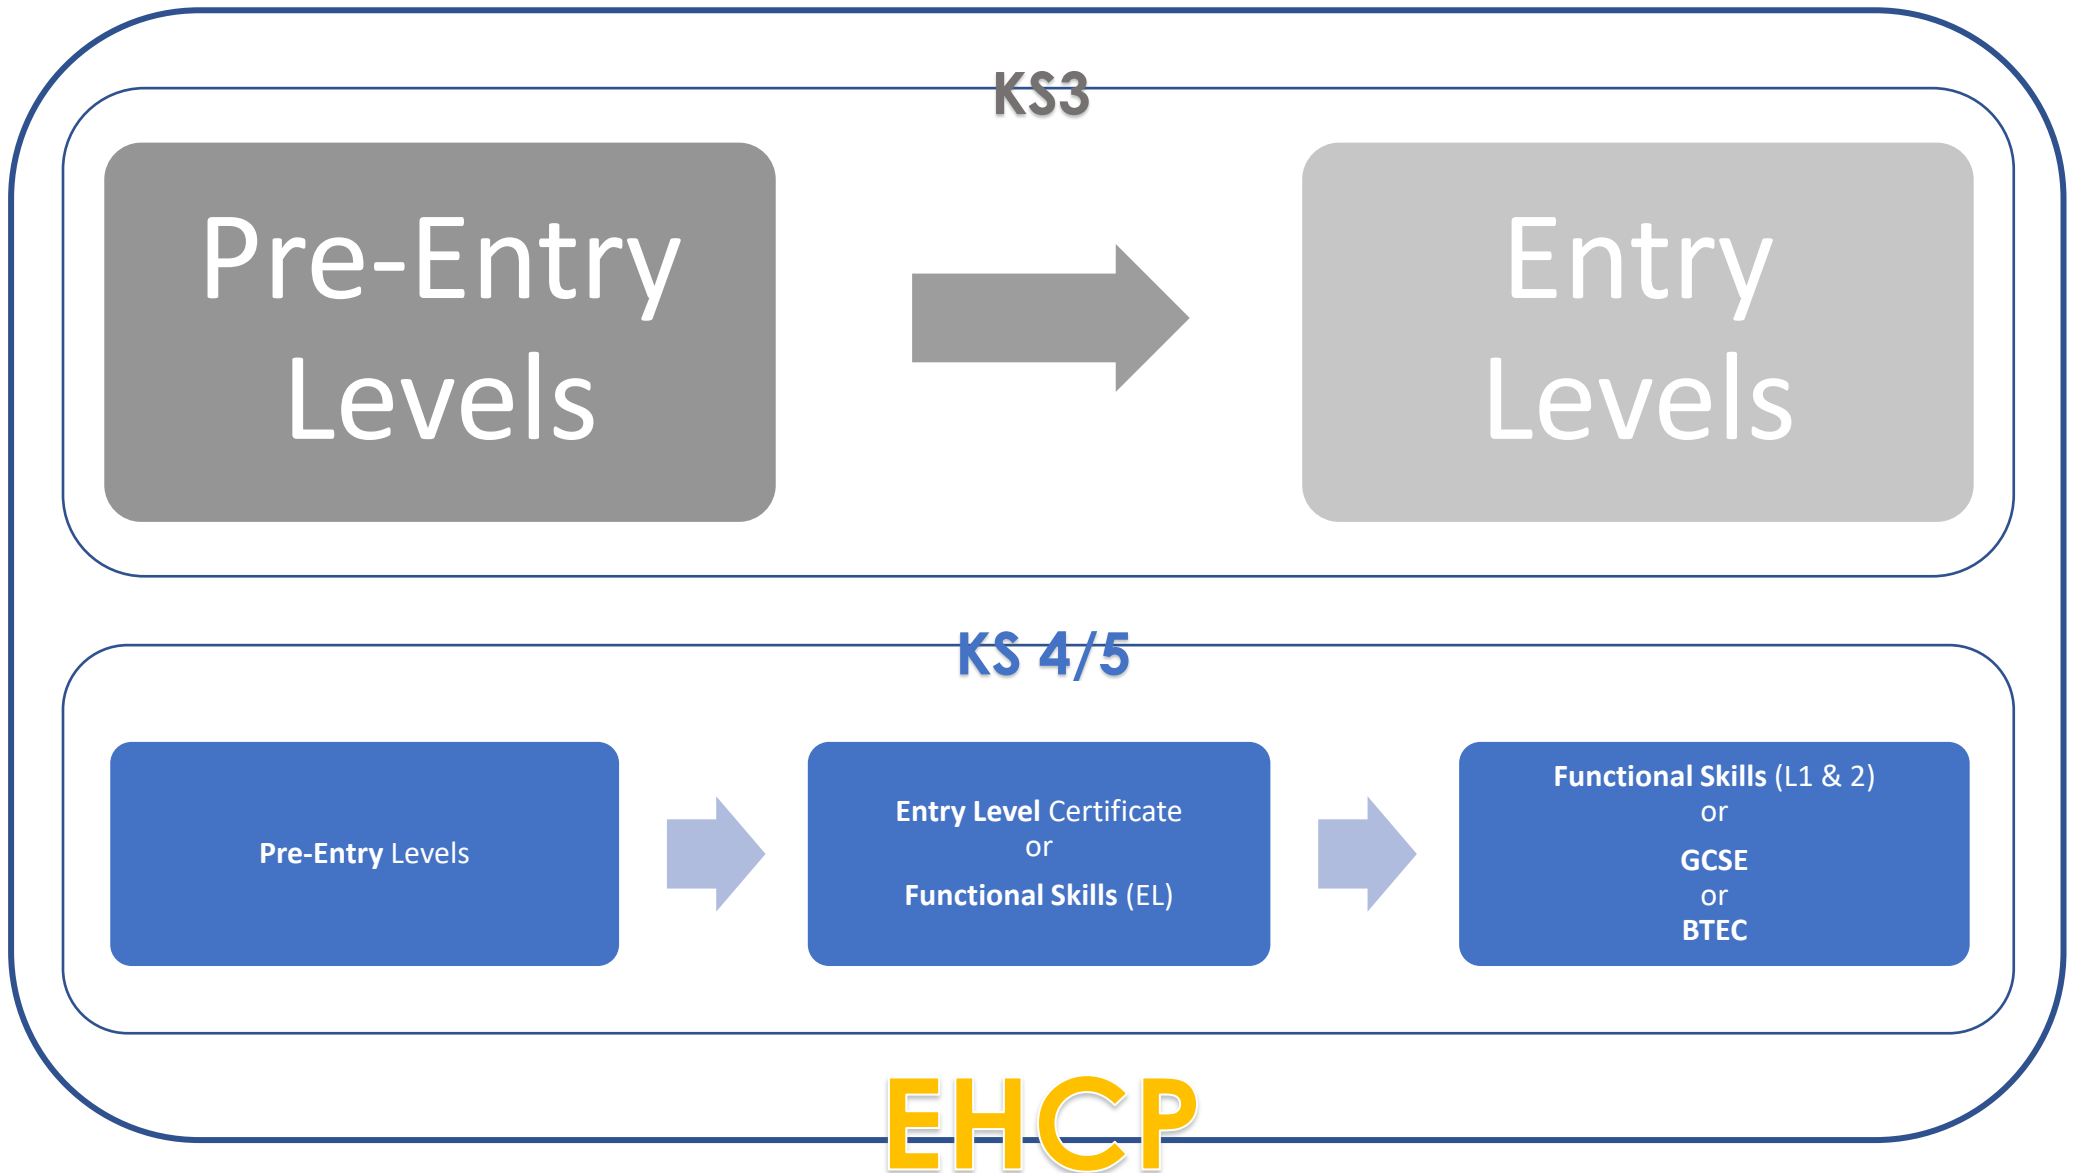 KS3
Pre-Entry
Levels
Entry
Levels
KS 4/5
Pre-Entry Levels
Entry Level Certificate
or
Functional Skills (EL)
Functional Skills (L1 & 2)
or
GCSE
or
BTEC
EHCP